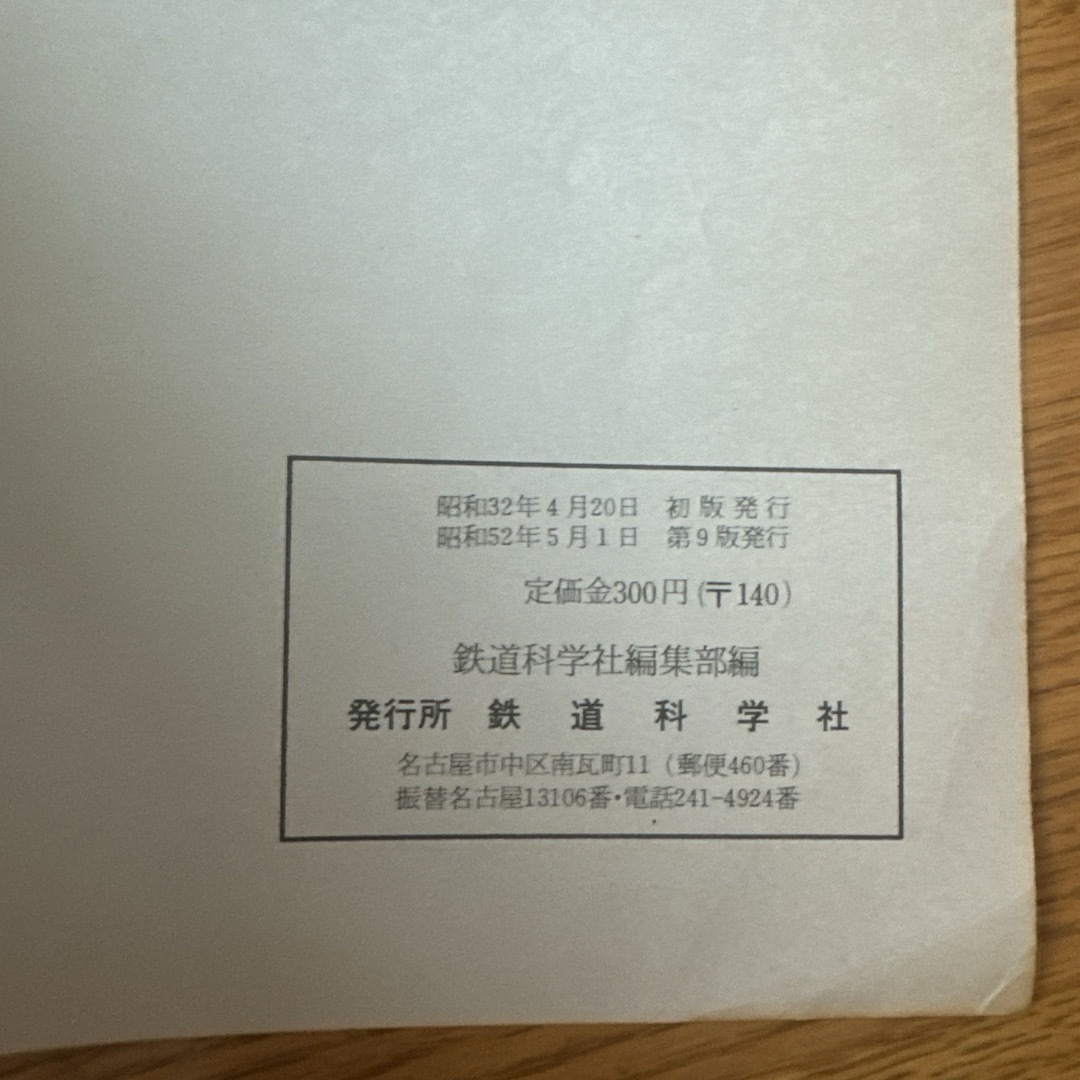 昭和32年4月20日 初版発行
昭和52年5月1日 第9版発行
定価金300円(〒140)
鉄道科学社編集部編
発行所 鉄道科学社
名古屋市中区南瓦町11(郵便460番)
振替名古屋13106番・電話241-4924番